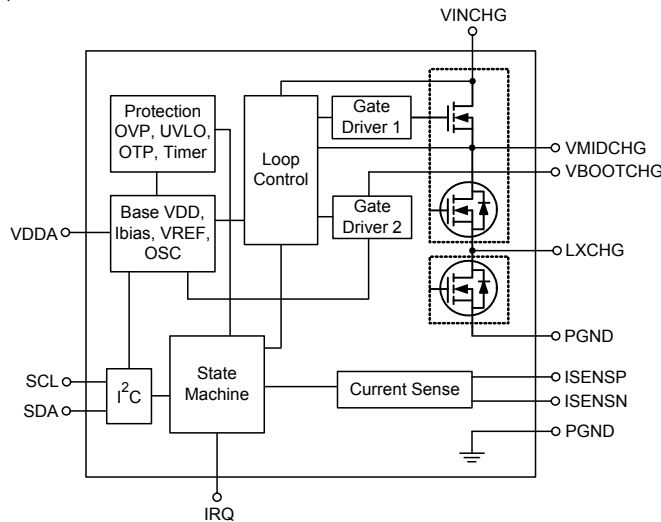 VINCHG
Protection
OVP, UVLO,
OTP, Timer
Loop
Control
Gate
Driver 1
VMIDCHG
VBOOTCHG
Base VDD,
Ibias, VREF,
OSC
Gate
Driver 2
VDDA
LXCHG
PGND
State
Machine
Current Sense
ISENSP
ISENSN
SCL
SDA
I²C
PGND
IRQ